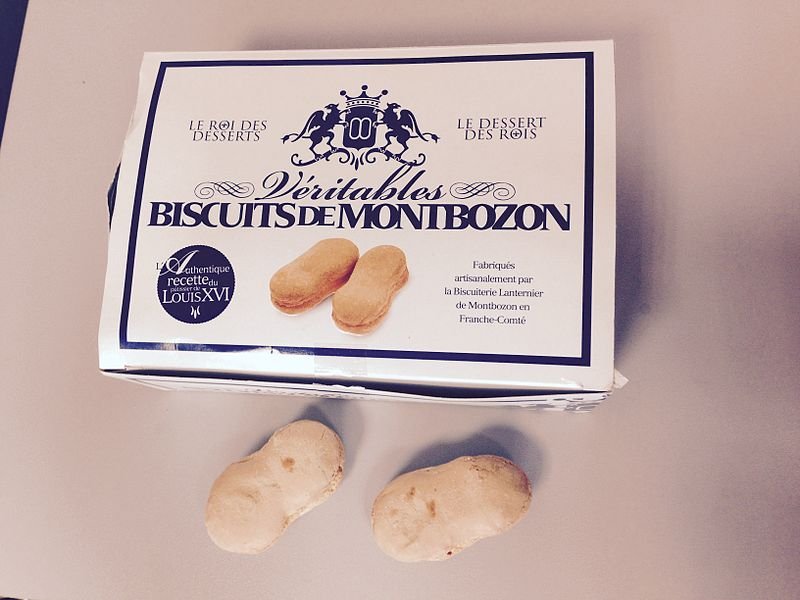 LE ROI DES
DESSERTS
LE DESSERT
DES ROIS
Véritables
BISCUITS DE MONTBOZON
L'Authentique
recette du
pâtissier de
LOUIS XVI
Fabriqués
artisanalement par
la Biscuiterie Lanternier
de Montbozon en
Franche-Comté